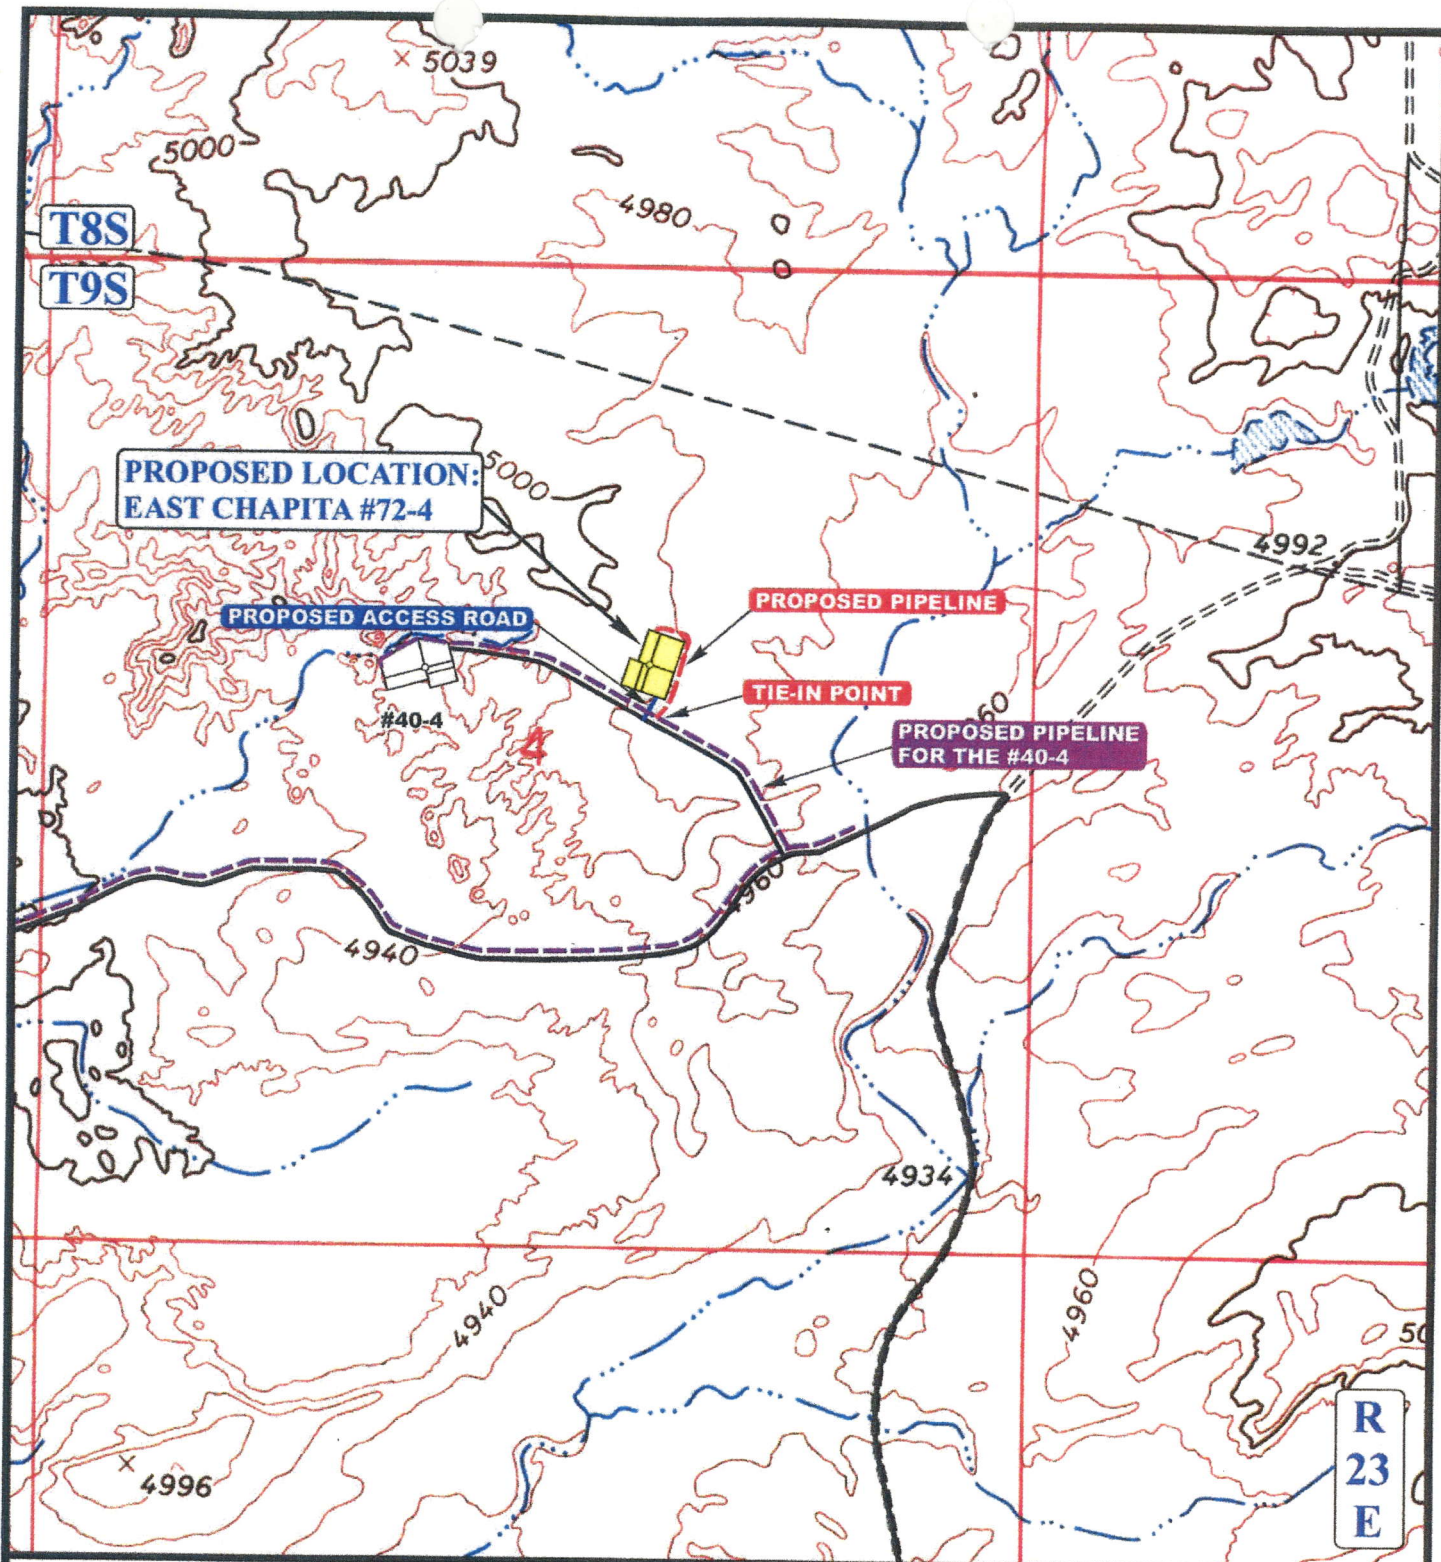 5039
5000
4980
T8S
T9S
PROPOSED LOCATION:
EAST CHAPITA #72-4
5000
4992
PROPOSED PIPELINE
PROPOSED ACCESS ROAD
TIE-IN POINT
#40-4
4
PROPOSED PIPELINE
FOR THE #40-4
4960
4940
4934
4940
4960
4996
R
23
E